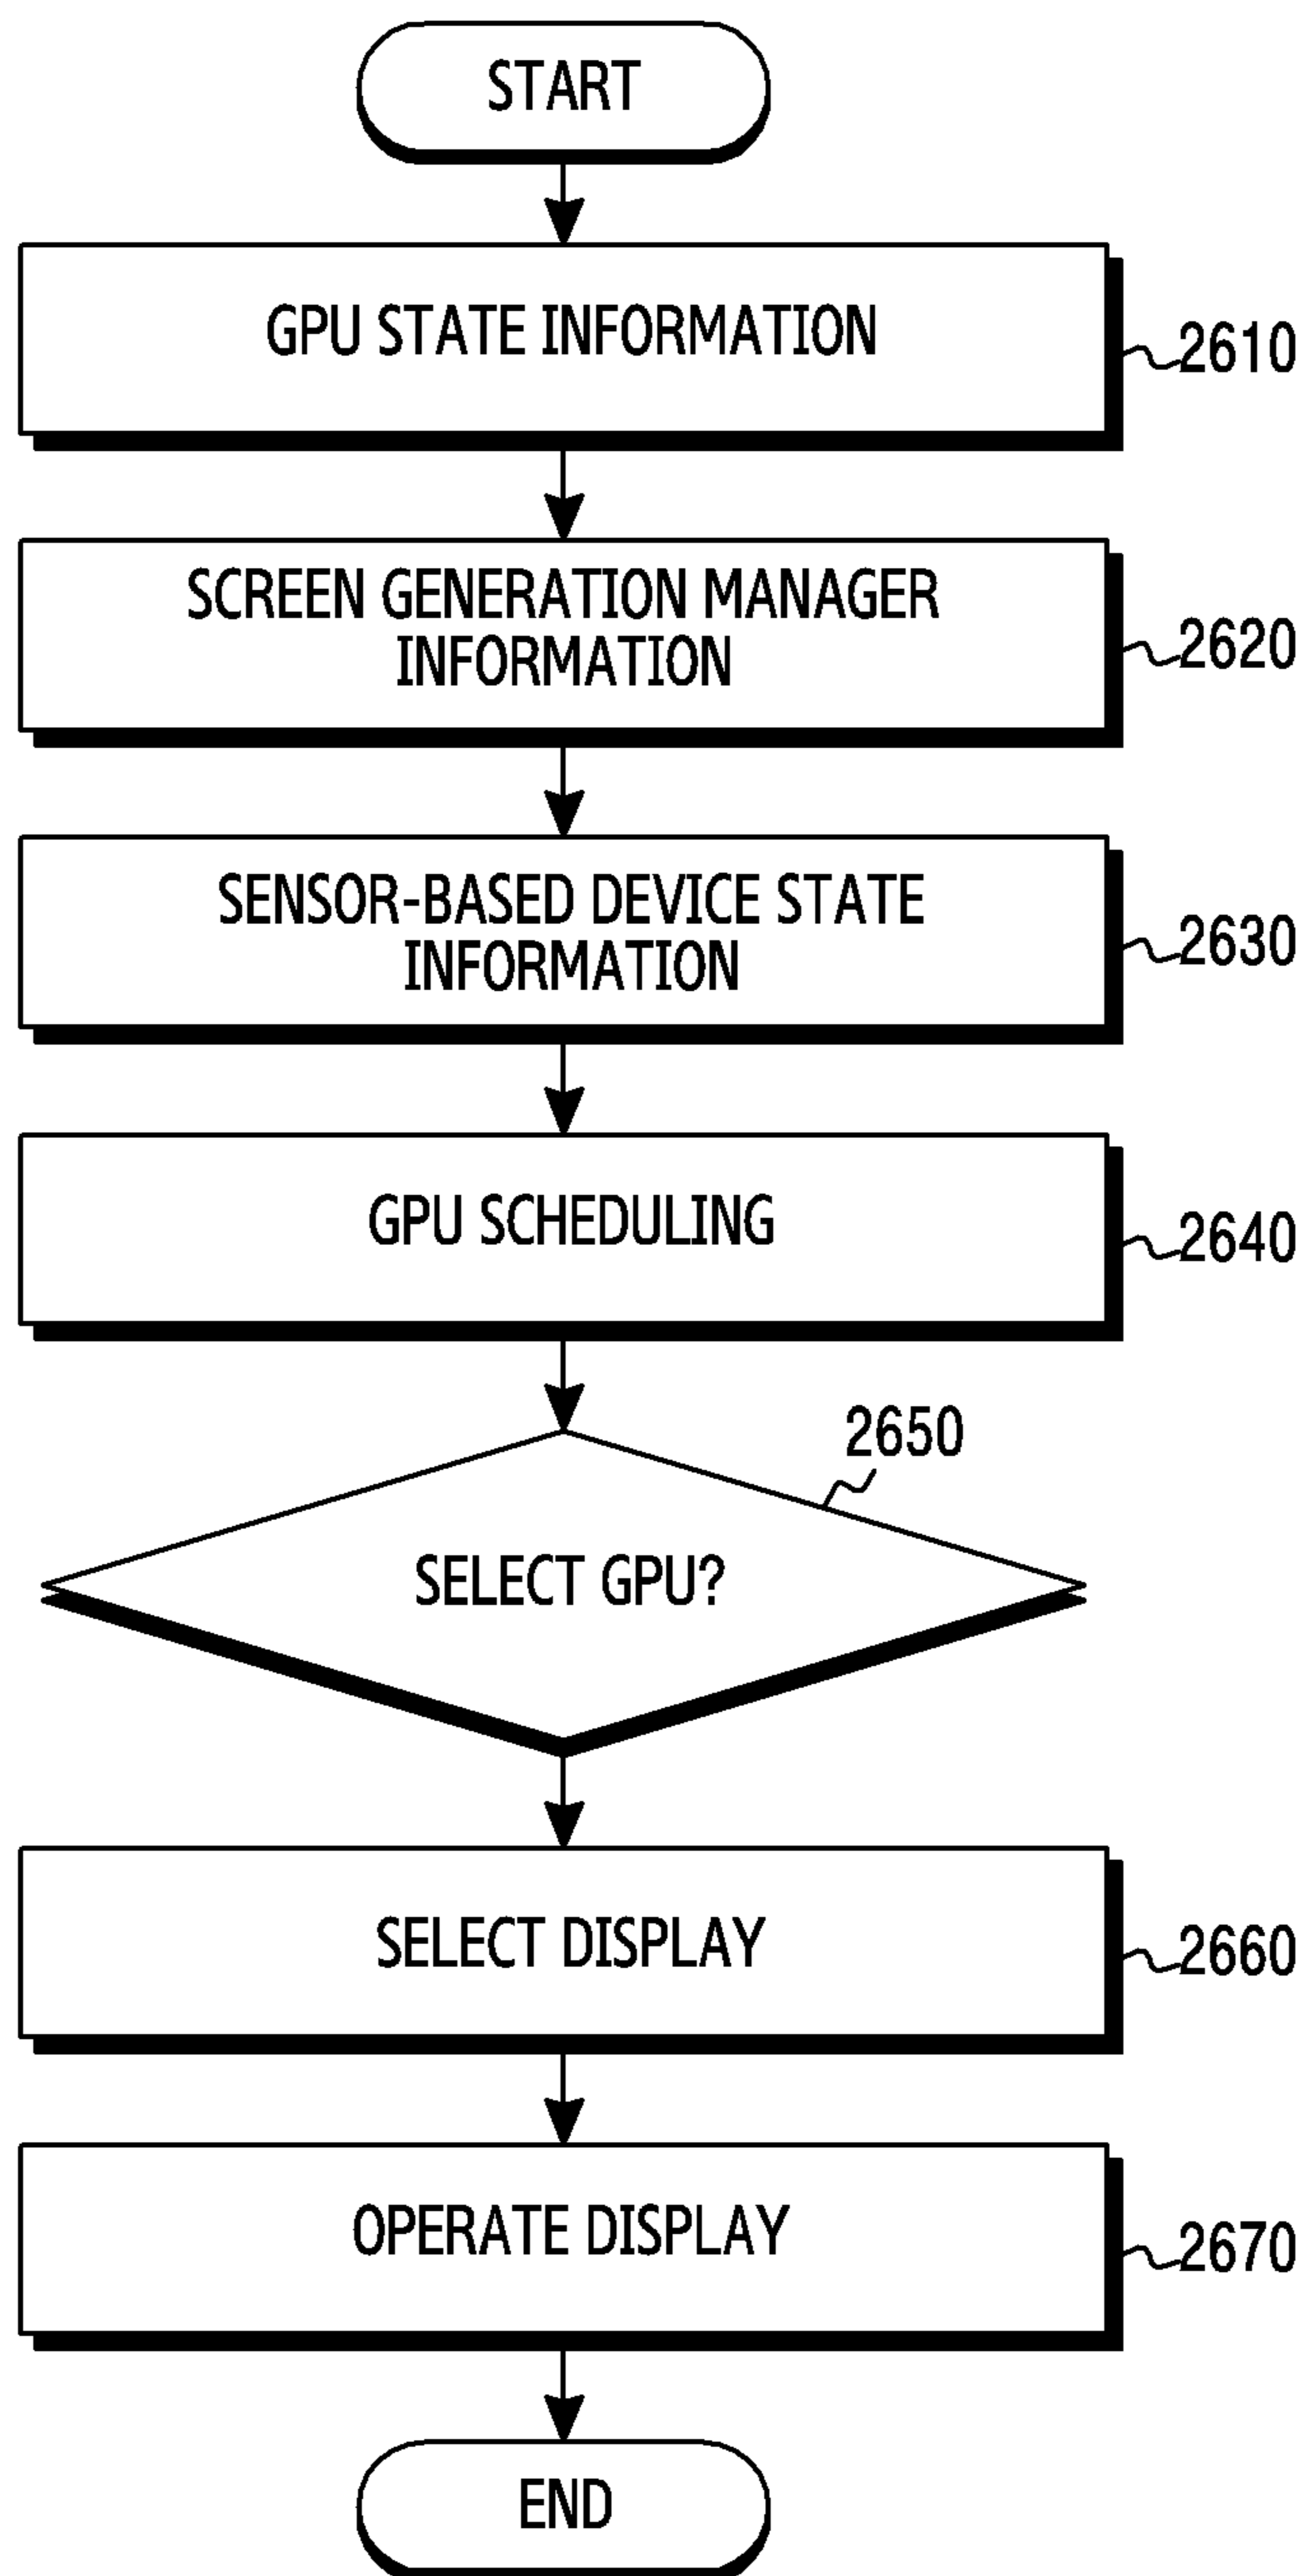 START
GPU STATE INFORMATION
2610
SCREEN GENERATION MANAGER
INFORMATION
2620
SENSOR-BASED DEVICE STATE
INFORMATION
2630
GPU SCHEDULING
2640
2650
SELECT GPU?
SELECT DISPLAY
2660
OPERATE DISPLAY
2670
END